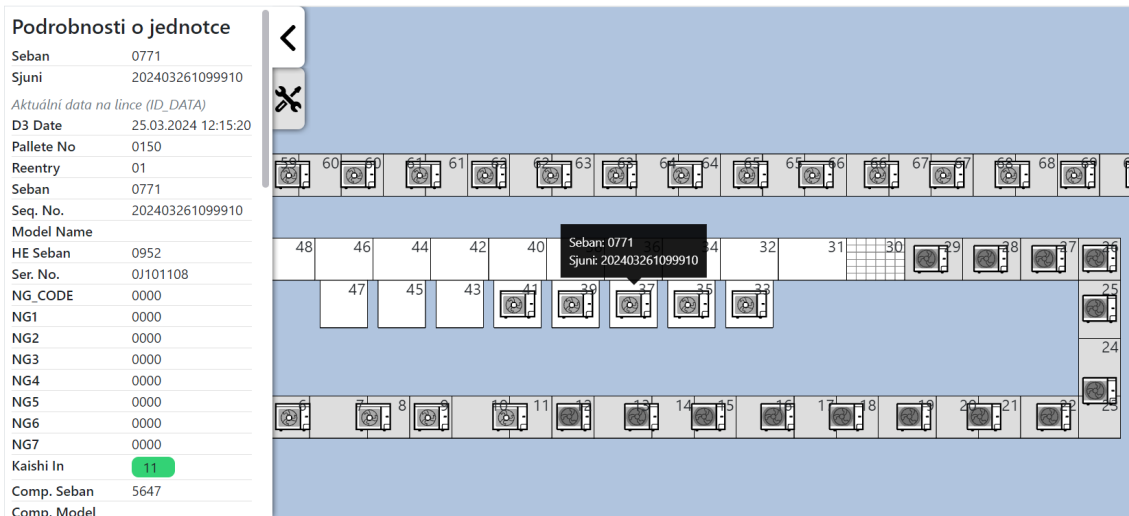 Podrobnosti o jednotce
Seban 0771
Sjuni 202403261099910
Aktuální data na lince (ID_DATA)
D3 Date 25.03.2024 12:15:20
Pallete No 0150
Reentry 01
Seban 0771
Seq. No. 202403261099910
Model Name
HE Seban 0952
Ser. No. 0J101108
NG_CODE 0000
NG1 0000
NG2 0000
NG3 0000
NG4 0000
NG5 0000
NG6 0000
NG7 0000
Kaishi In 11
Comp. Seban 5647
Comp. Model
59 60 60 61 61 62 62 63 63 64 64 65 65 66 66 67 67 68 68 69
Seban: 0771
Sjuni: 202403261099910
48 46 44 42 40 36 34 32 31 30 29 28 27 26
47 45 43 41 39 37 35 33 25
24
6 7 8 9 10 11 12 13 14 15 16 17 18 19 20 21 22 23